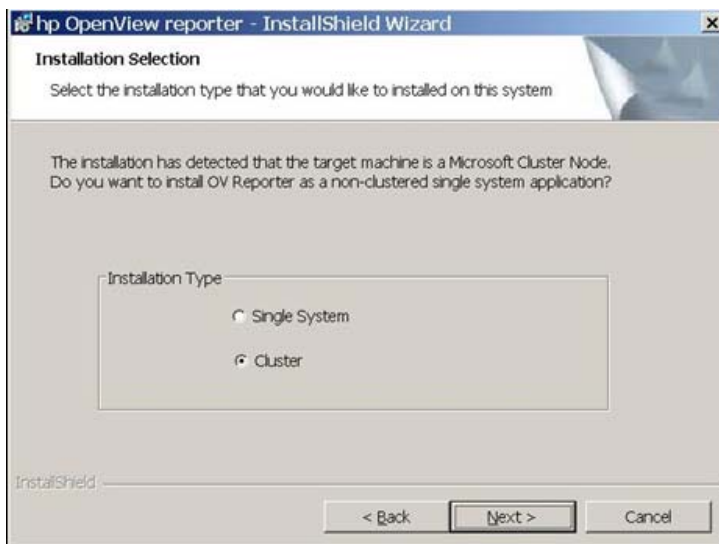 hp OpenView reporter - InstallShield Wizard
Installation Selection
Select the installation type that you would like to installed on this system
The installation has detected that the target machine is a Microsoft Cluster Node.
Do you want to install OV Reporter as a non-clustered single system application?
Installation Type
Single System
Cluster
InstallShield
< Back
Next >
Cancel